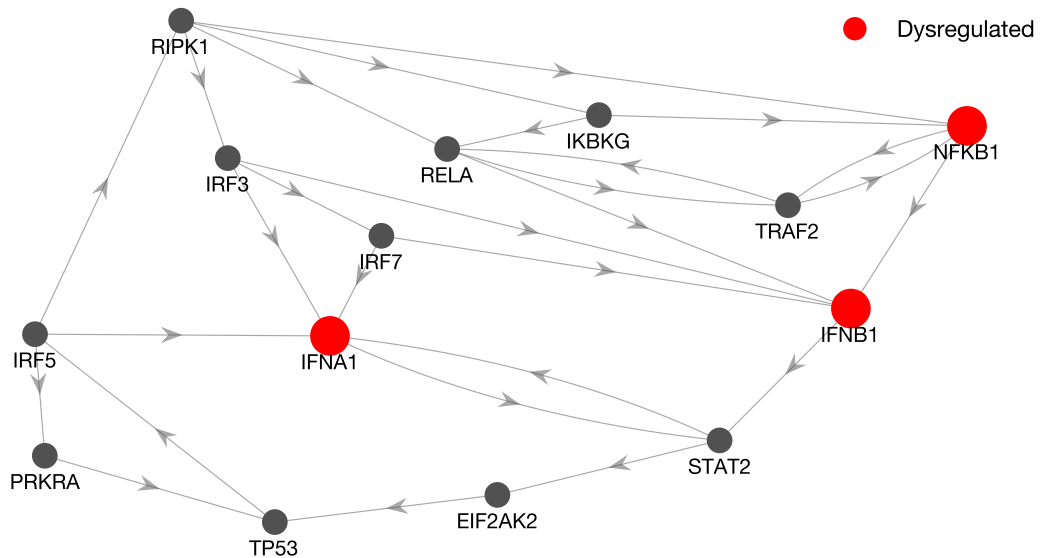 Dysregulated
RIPK1
IKBKG
NFKB1
RELA
IRF3
TRAF2
IRF7
IFNB1
IRF5
IFNA1
STAT2
PRKRA
EIF2AK2
TP53